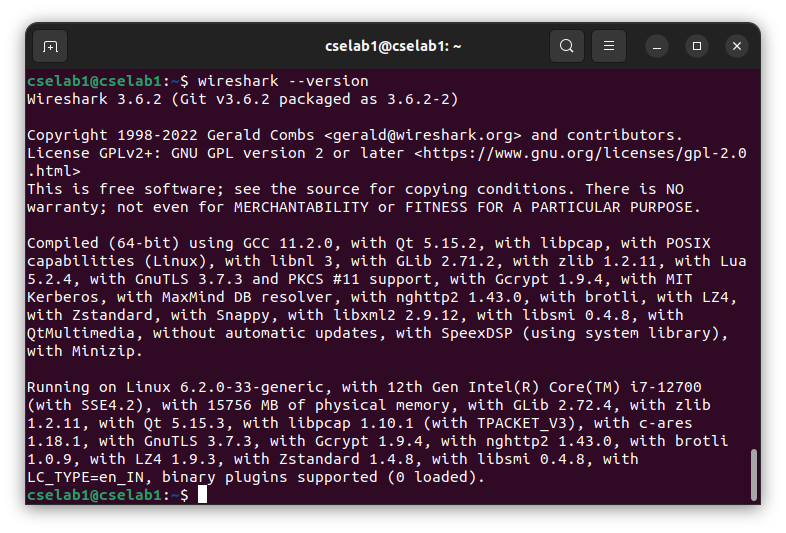 cselab1@cselab1: ~
cselab1@cselab1:~$ wireshark --version
Wireshark 3.6.2 (Git v3.6.2 packaged as 3.6.2-2)
Copyright 1998-2022 Gerald Combs <gerald@wireshark.org> and contributors.
License GPLv2+: GNU GPL version 2 or later <https://www.gnu.org/licenses/gpl-2.0
.html>
This is free software; see the source for copying conditions. There is NO
warranty; not even for MERCHANTABILITY or FITNESS FOR A PARTICULAR PURPOSE.
Compiled (64-bit) using GCC 11.2.0, with Qt 5.15.2, with libpcap, with POSIX
capabilities (Linux), with libnl 3, with GLib 2.71.2, with zlib 1.2.11, with Lua
5.2.4, with GnuTLS 3.7.3 and PKCS #11 support, with Gcrypt 1.9.4, with MIT
Kerberos, with MaxMind DB resolver, with nghttp2 1.43.0, with brotli, with LZ4,
with Zstandard, with Snappy, with libxml2 2.9.12, with libsmi 0.4.8, with
QtMultimedia, without automatic updates, with SpeexDSP (using system library),
with Minizip.
Running on Linux 6.2.0-33-generic, with 12th Gen Intel(R) Core(TM) i7-12700
(with SSE4.2), with 15756 MB of physical memory, with GLib 2.72.4, with zlib
1.2.11, with Qt 5.15.3, with libpcap 1.10.1 (with TPACKET_V3), with c-ares
1.18.1, with GnuTLS 3.7.3, with Gcrypt 1.9.4, with nghttp2 1.43.0, with brotli
1.0.9, with LZ4 1.9.3, with Zstandard 1.4.8, with libsmi 0.4.8, with
LC_TYPE=en_IN, binary plugins supported (0 loaded).
cselab1@cselab1:~$